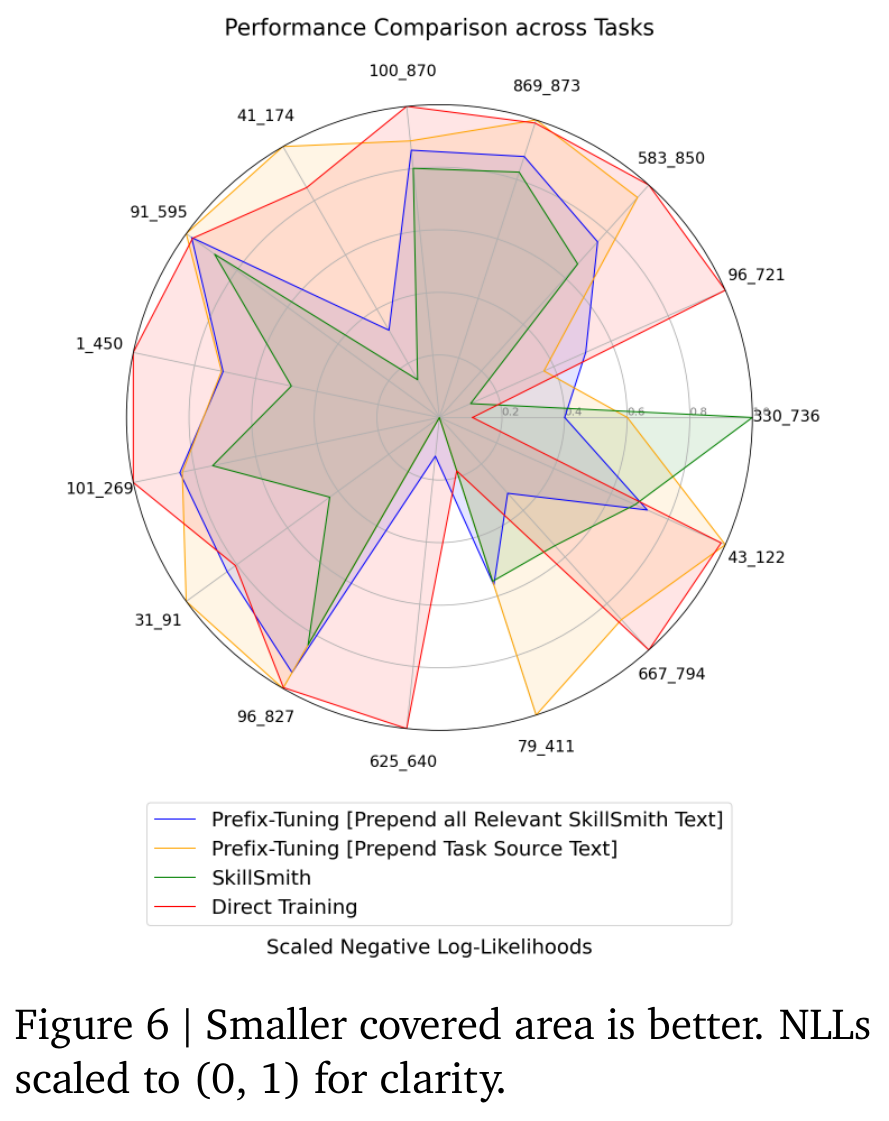 Performance Comparison across Tasks
100_870
869_873
41_174
583_850
91_595
96_721
1_450
0.2
0.4
0.6
0.8
330_736
101_269
43_122
31_91
667_794
96_827
79_411
625_640
Prefix-Tuning [Prepend all Relevant SkillSmith Text]
Prefix-Tuning [Prepend Task Source Text]
SkillSmith
Direct Training
Scaled Negative Log-Likelihoods
Figure 6 | Smaller covered area is better. NLLs
scaled to (0, 1) for clarity.